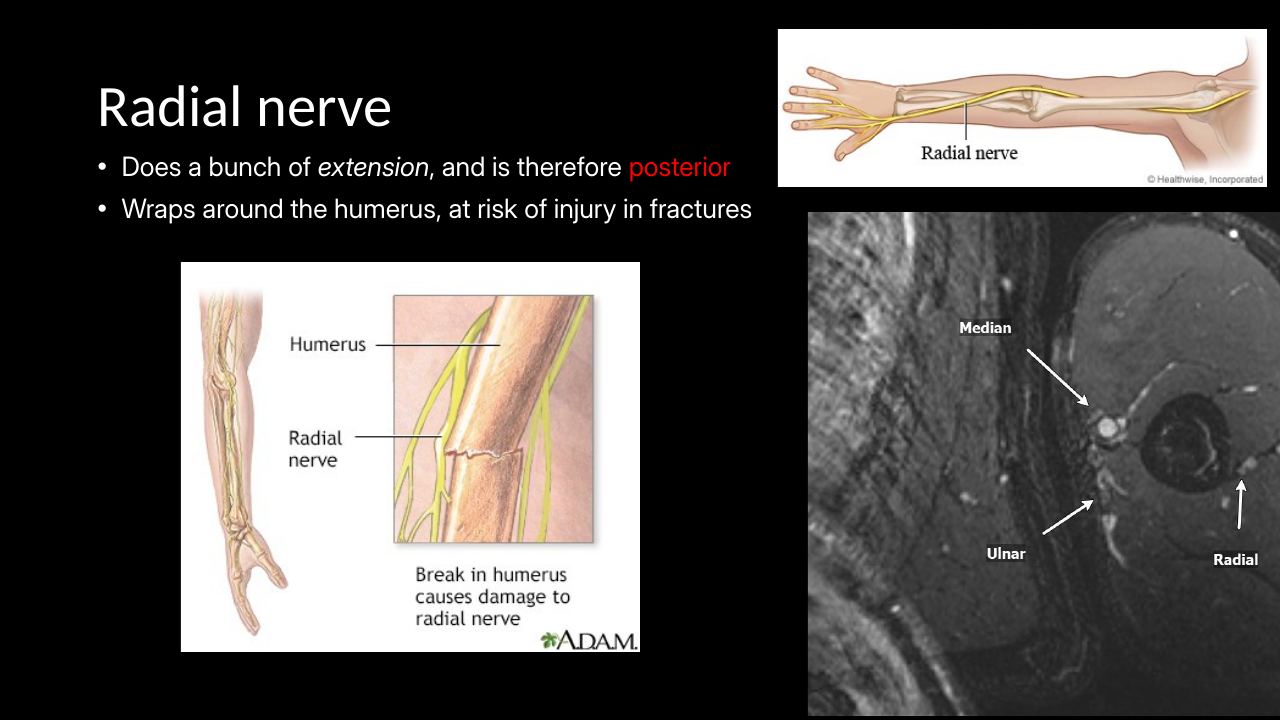 Radial nerve
• Does a bunch of extension, and is therefore posterior
• Wraps around the humerus, at risk of injury in fractures
Radial nerve
© Healthwise, Incorporated
Humerus
Radial
nerve
Break in humerus
causes damage to
radial nerve
A.D.A.M.
Median
Ulnar
Radial